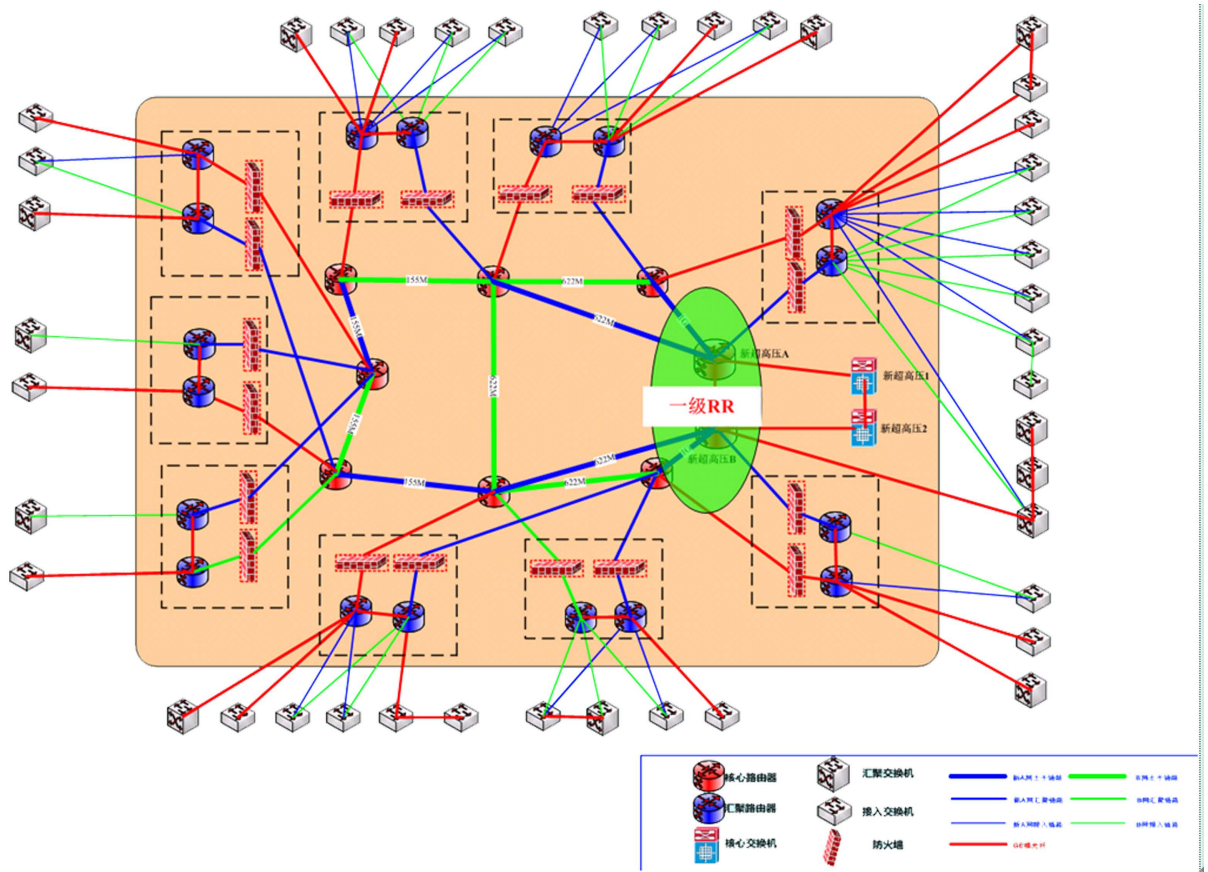 155M
622M
155M
622M
1G
新超高压A
新超高压1
622M
一级RR
新超高压2
155M
622M
1G
新超高压B
155M
622M
核心路由器
汇聚交换机
汇聚路由器
接入交换机
核心交换机
防火墙